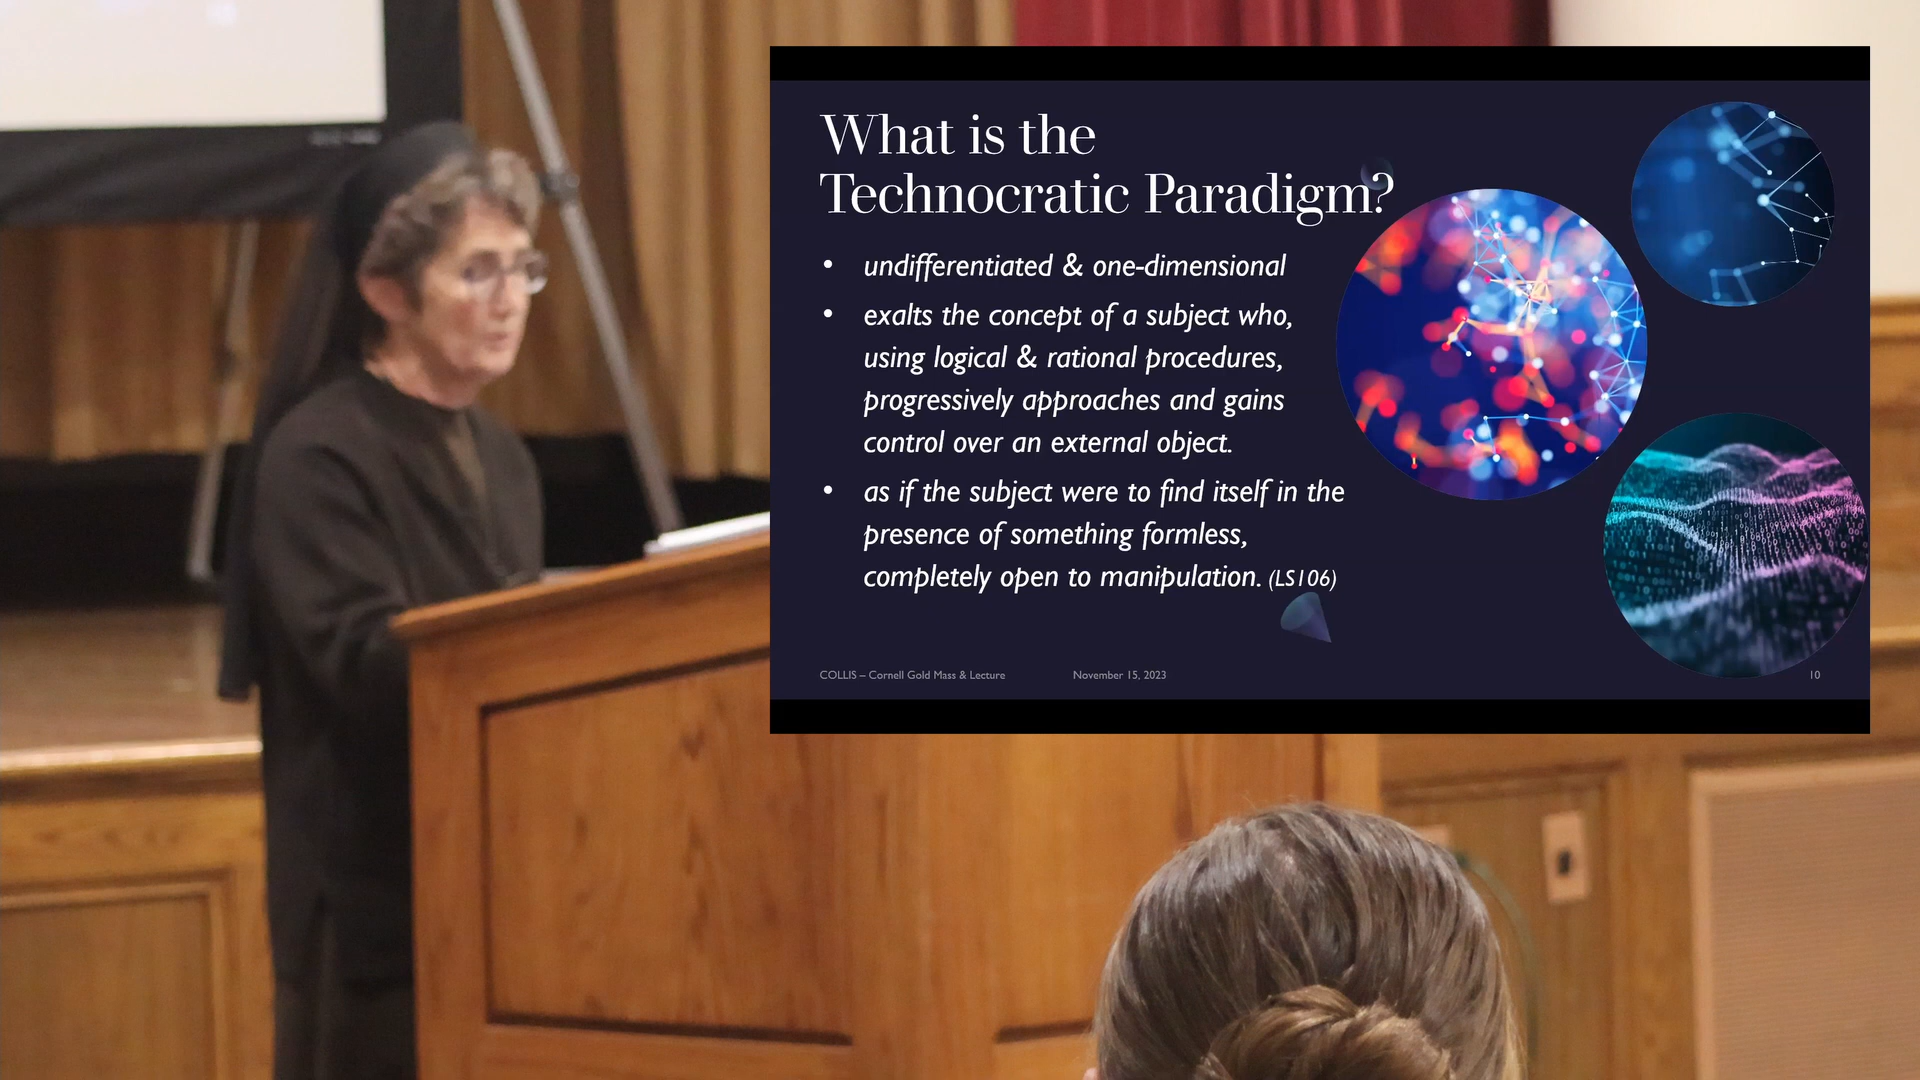 What is the
Technocratic Paradigm?
• undifferentiated & one-dimensional
• exalts the concept of a subject who,
using logical & rational procedures,
progressively approaches and gains
control over an external object.
• as if the subject were to find itself in the
presence of something formless,
completely open to manipulation. (LS106)
COLLIS – Cornell Gold Mass & Lecture November 15, 2023 10